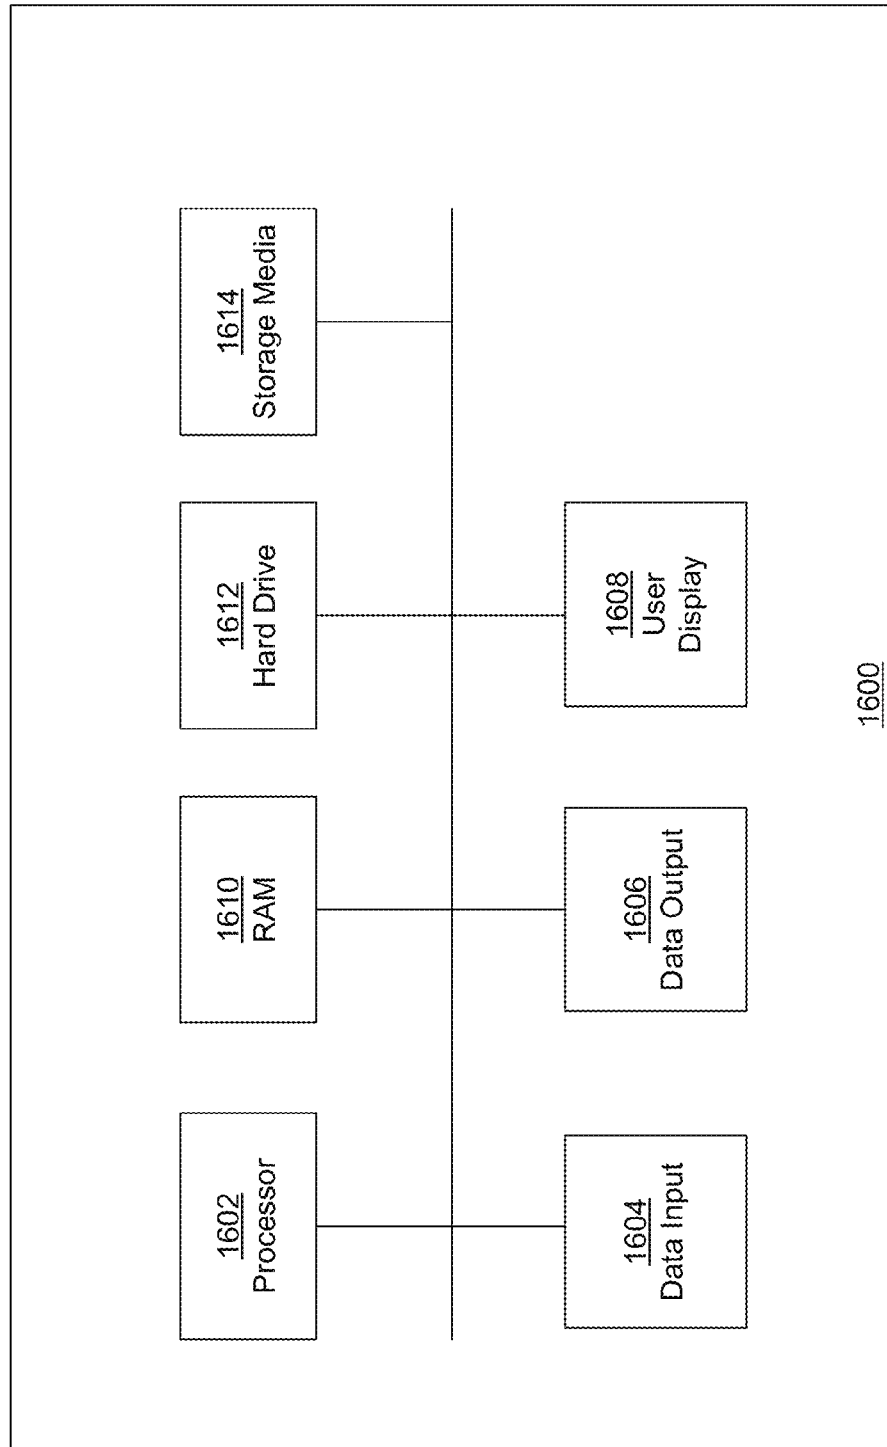 1602
Processor
1610
RAM
1612
Hard Drive
1614
Storage Media
1604
Data Input
1606
Data Output
1608
User
Display
1600